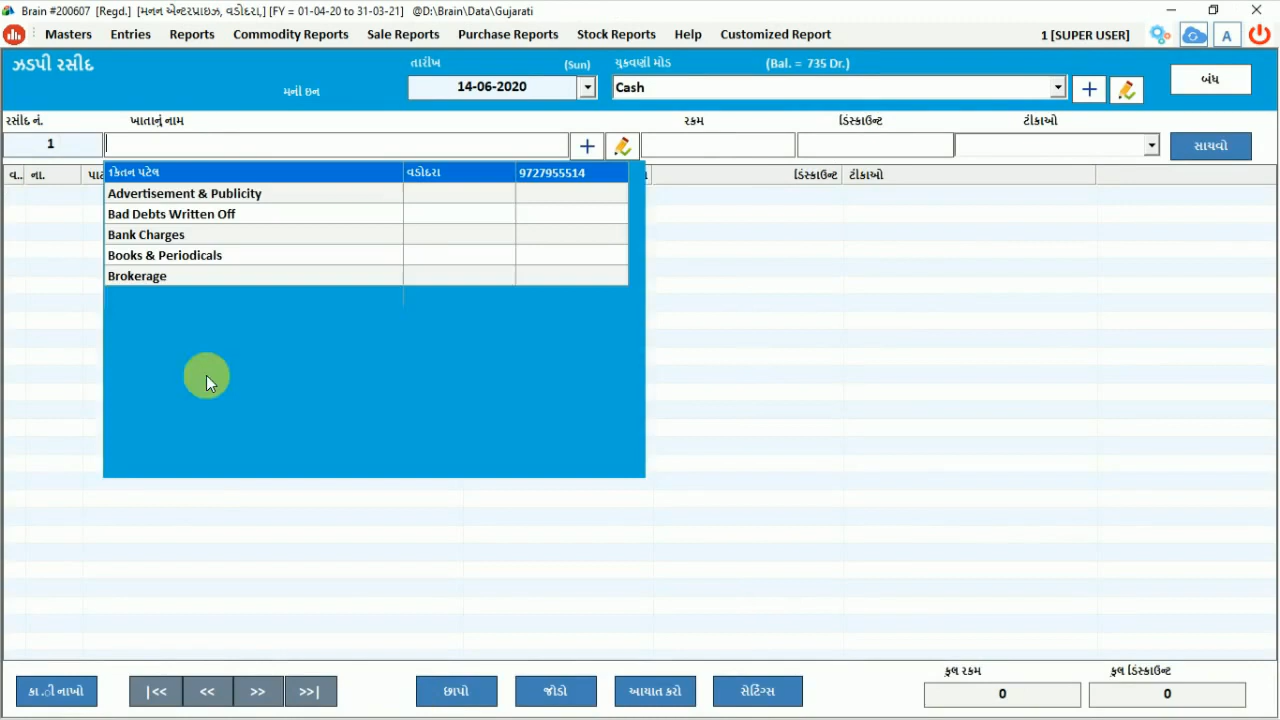 Brain #200607 [Regd.] [મનન એન્ટરપ્રાઇઝ, વડોદરા,] [FY = 01-04-20 to 31-03-21] @D:\Brain\Data\Gujarati
Masters Entries Reports Commodity Reports Sale Reports Purchase Reports Stock Reports Help Customized Report 1 [SUPER USER] A
ઝડપી રસીદ તારીખ (Sun) ચુકવણી મોડ (Bal. = 735 Dr.)
મની ઇન 14-06-2020 Cash બંધ
રસીદ નં. ખાતાનું નામ રકમ ડિસ્કાઉન્ટ ટીકાઓ
1 સાચવો
વ.. ના. પાટ ડિસ્કાઉન્ટ ટીકાઓ
1કેતન પટેલ વડોદરા 9727955514
Advertisement & Publicity
Bad Debts Written Off
Bank Charges
Books & Periodicals
Brokerage
કુલ રકમ કુલ ડિસ્કાઉન્ટ
કા.ી નાખો |<< << >> >>| છાપો જોડો આયાત કરો સેટિંગ્સ 0 0